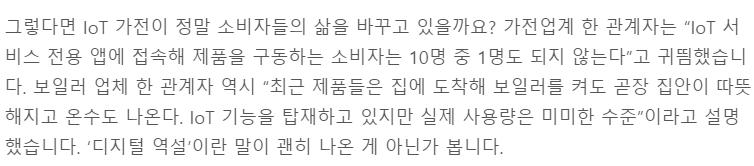 그렇다면 IoT 가전이 정말 소비자들의 삶을 바꾸고 있을까요? 가전업계 한 관계자는 “IoT 서
비스 전용 앱에 접속해 제품을 구동하는 소비자는 10명 중 1명도 되지 않는다”고 귀띔했습니
다. 보일러 업체 한 관계자 역시 “최근 제품들은 집에 도착해 보일러를 켜도 곧장 집안이 따뜻
해지고 온수도 나온다. IoT 기능을 탑재하고 있지만 실제 사용량은 미미한 수준”이라고 설명
했습니다. ‘디지털 역설’이란 말이 괜히 나온 게 아닌가 봅니다.